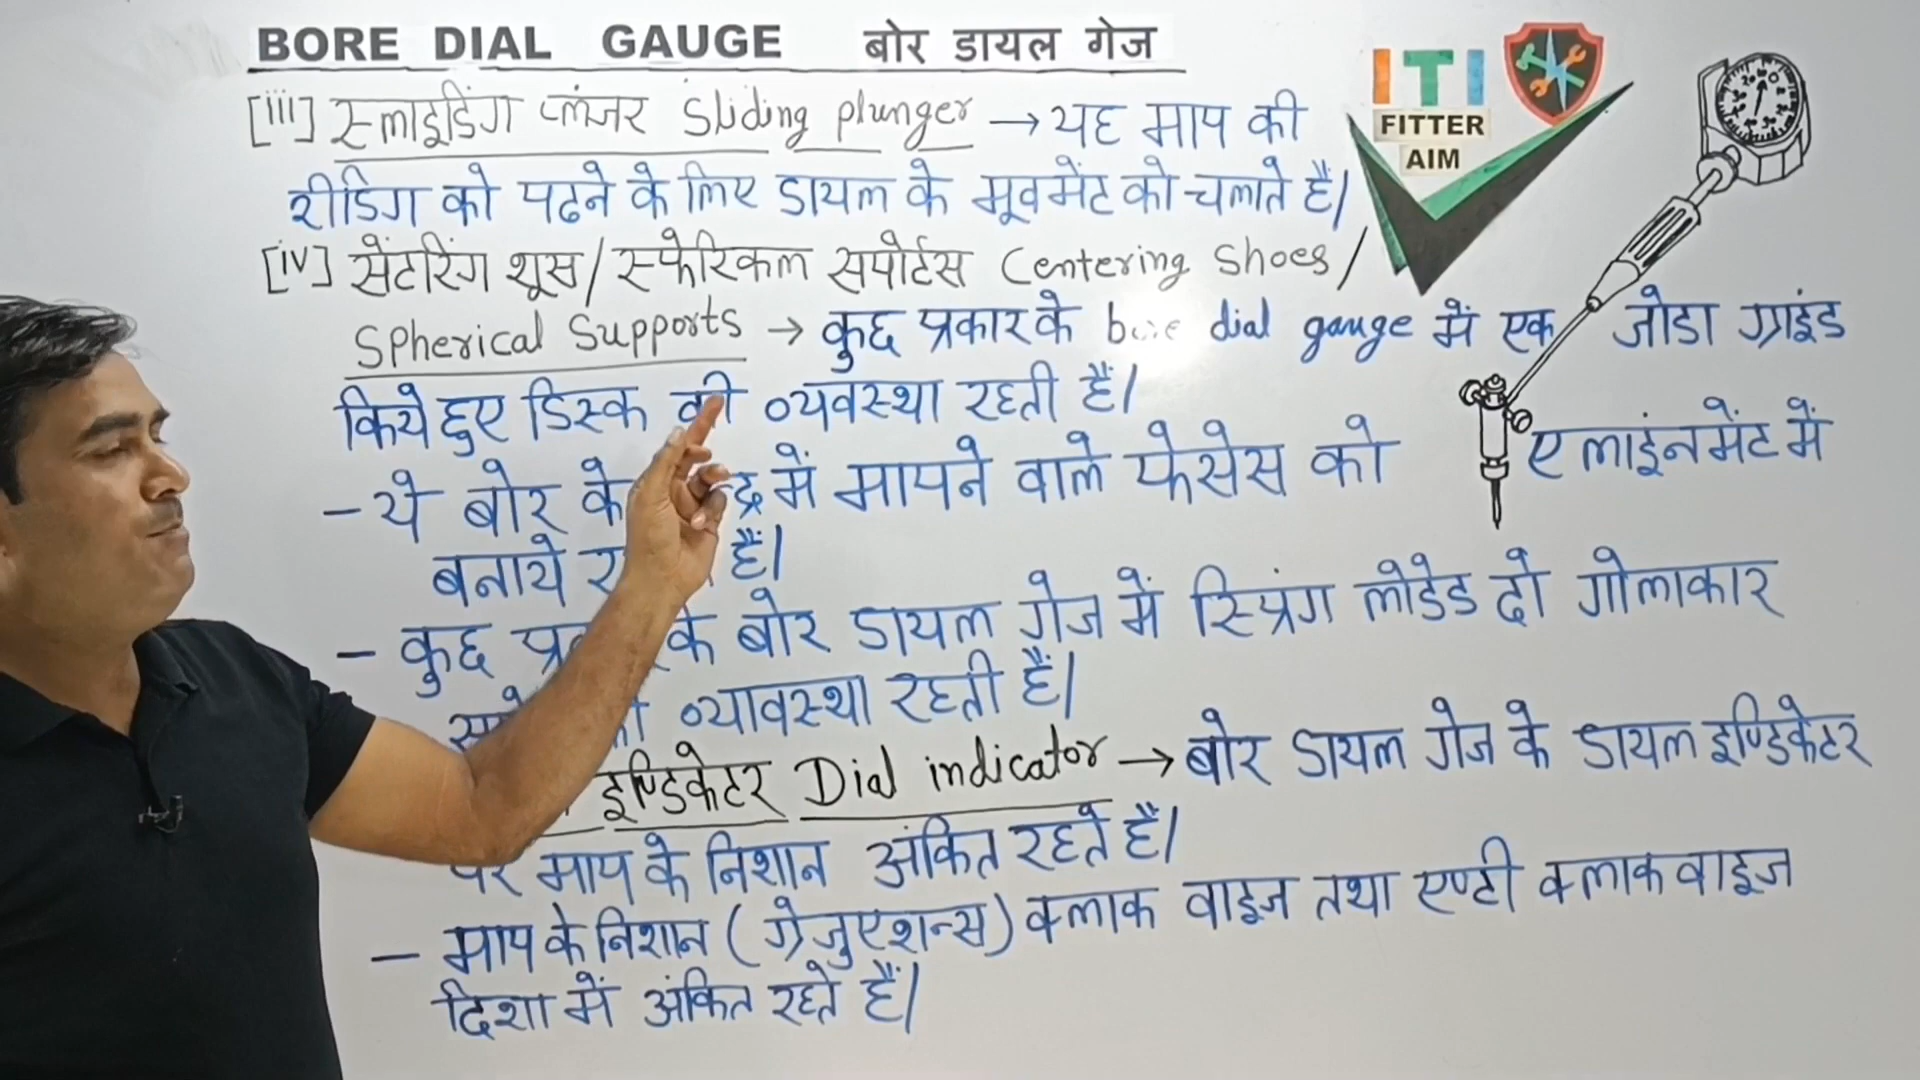 BORE DIAL GAUGE बोर डायल गेज
[iii] स्लाइडिंग प्लंजर Sliding plunger → यह माप की
रीडिंग को पढने के लिए डायल के मूवमेंट को चलाते हैं।
[iv] सेंटरिंग शूस/स्फेरिकल सपोर्टस Centering Shoes/
Spherical Supports → कुछ प्रकार के bore dial gauge में एक जोडा ग्राइंड
किये हुए डिस्क की व्यवस्था रहती हैं।
- ये बोर के में मापने वाले फेसेस को एलाइंनमेंट में
बनाये हैं।
- कुछ के बोर डायल गेज में स्प्रिंग लोडेड दो गोलाकार
व्यावस्था रहती हैं।
इण्डिकेटर Dial indicator → बोर डायल गेज के डायल इण्डिकेटर
पर माप के निशान अंकित रहते हैं।
- माप के निशान (ग्रेजुएशन्स) क्लाक वाइज तथा एण्टी क्लाक वाइज
दिशा में अंकित रहते हैं।
ITI
FITTER
AIM